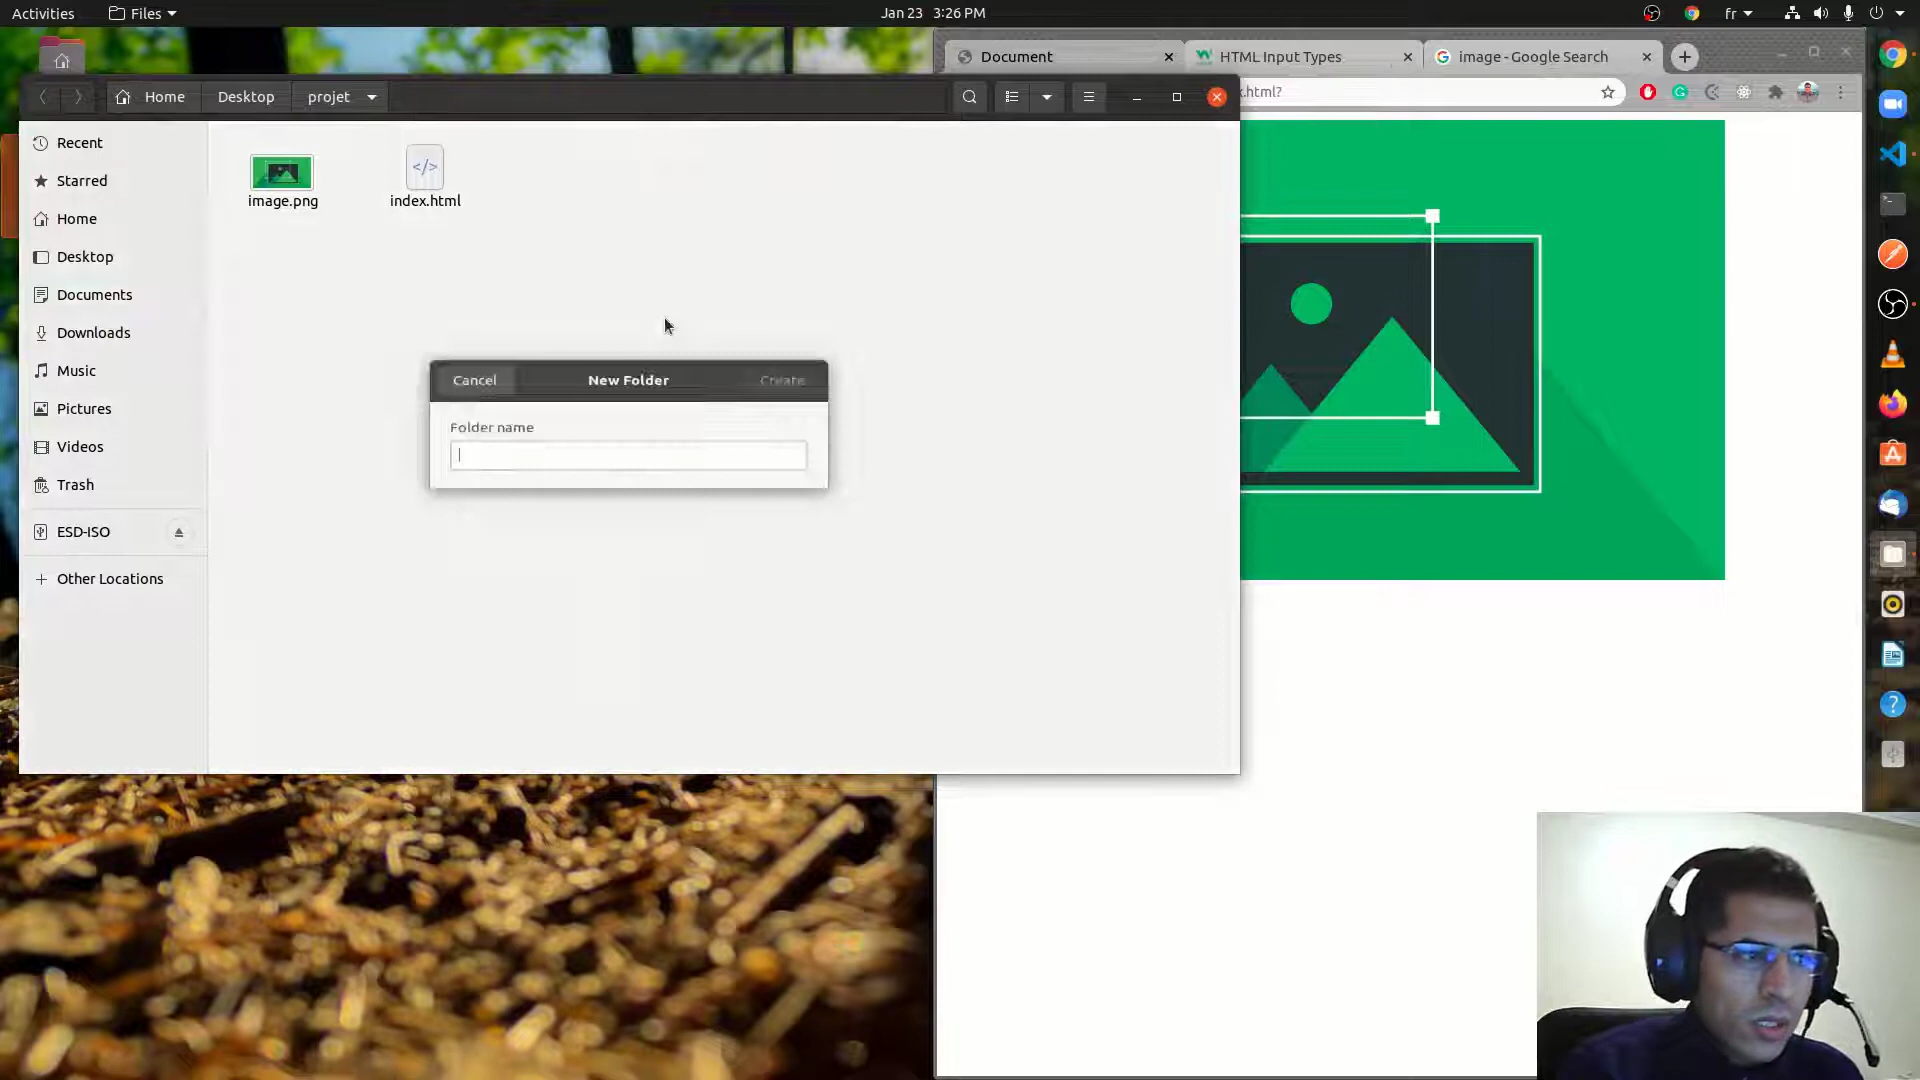 Activities
Files
Jan 23 3:26 PM
fr
Document
HTML Input Types
image - Google Search
Home
Desktop
projet
x.html?
Recent
Starred
Home
Desktop
Documents
Downloads
Music
Pictures
Videos
Trash
ESD-ISO
Other Locations
image.png
</>
index.html
Cancel
New Folder
Create
Folder name